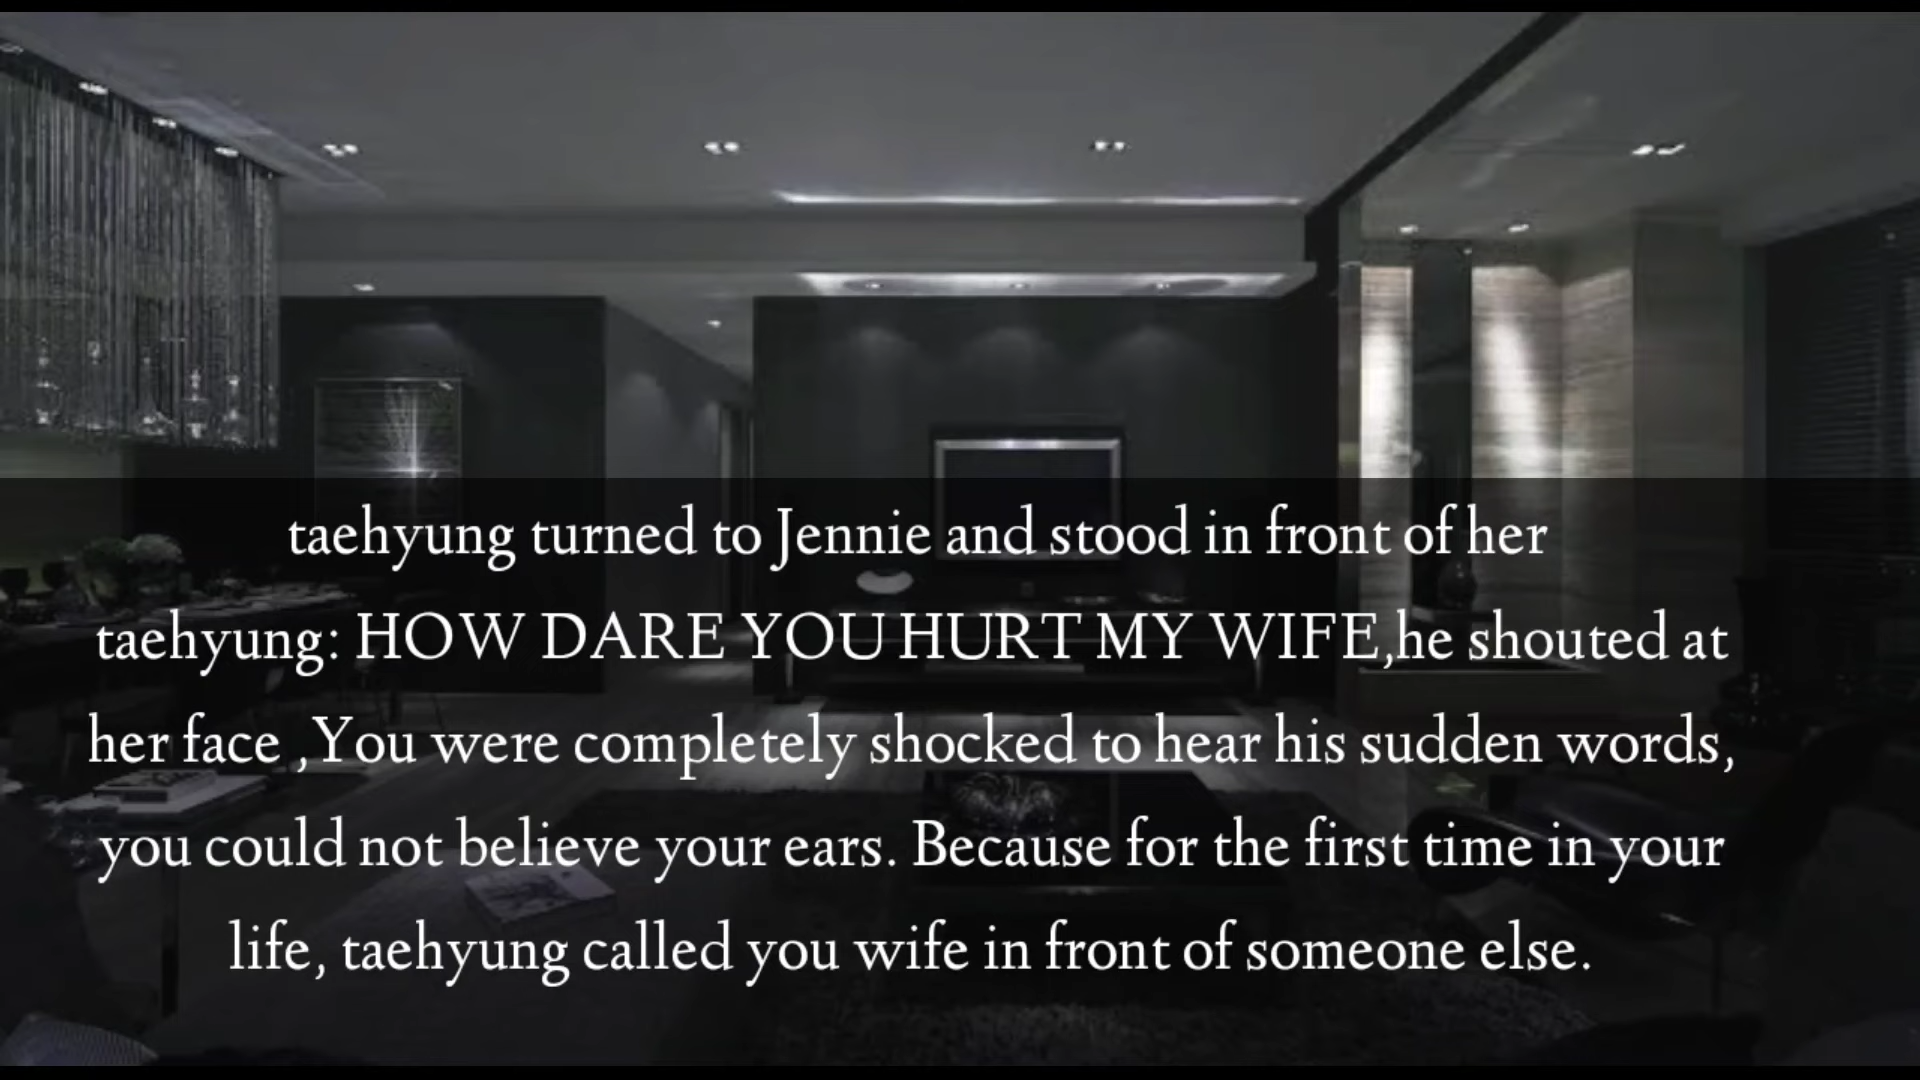 taehyung turned to Jennie and stood in front of her
taehyung: HOW DARE YOU HURT MY WIFE,he shouted at
her face ,You were completely shocked to hear his sudden words,
you could not believe your ears. Because for the first time in your
life, taehyung called you wife in front of someone else.